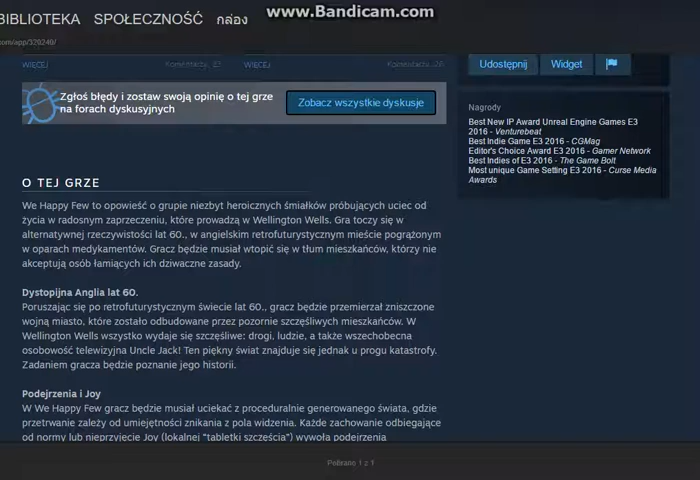 www.Bandicam.com
BIBLIOTEKA SPOŁECZNOŚĆ กล่อง
com/app/320240/
WIĘCEJ
WIĘCEJ
Udostępnij Widget
Zgłoś błędy i zostaw swoją opinię o tej grze
na forach dyskusyjnych
Zobacz wszystkie dyskusje
Nagrody
Best New IP Award Unreal Engine Games E3
2016 - Venturebeat
Best Indie Game E3 2016 - CGMag
Editor's Choice Award E3 2016 - Gamer Network
Best Indies of E3 2016 - The Game Bolt
Most unique Game Setting E3 2016 - Curse Media
Awards
O TEJ GRZE
We Happy Few to opowieść o grupie niezbyt heroicznych śmiałków próbujących uciec od
życia w radosnym zaprzeczeniu, które prowadzą w Wellington Wells. Gra toczy się w
alternatywnej rzeczywistości lat 60., w angielskim retrofuturystycznym mieście pogrążonym
w oparach medykamentów. Gracz będzie musiał wtopić się w tłum mieszkańców, którzy nie
akceptują osób łamiących ich dziwaczne zasady.
Dystopijna Anglia lat 60.
Poruszając się po retrofuturystycznym świecie lat 60., gracz będzie przemierzał zniszczone
wojną miasto, które zostało odbudowane przez pozornie szczęśliwych mieszkańców. W
Wellington Wells wszystko wydaje się szczęśliwe: drogi, ludzie, a także wszechobecna
osobowość telewizyjna Uncle Jack! Ten piękny świat znajduje się jednak u progu katastrofy.
Zadaniem gracza będzie poznanie jego historii.
Podejrzenia i Joy
W We Happy Few gracz będzie musiał uciekać z proceduralnie generowanego świata, gdzie
przetrwanie zależy od umiejętności znikania z pola widzenia. Każde zachowanie odbiegające
od normy lub nieprzyjęcie Joy (lokalnej "tabletki szczęścia") wywoła podejrzenia
Pobrano 1 z 1